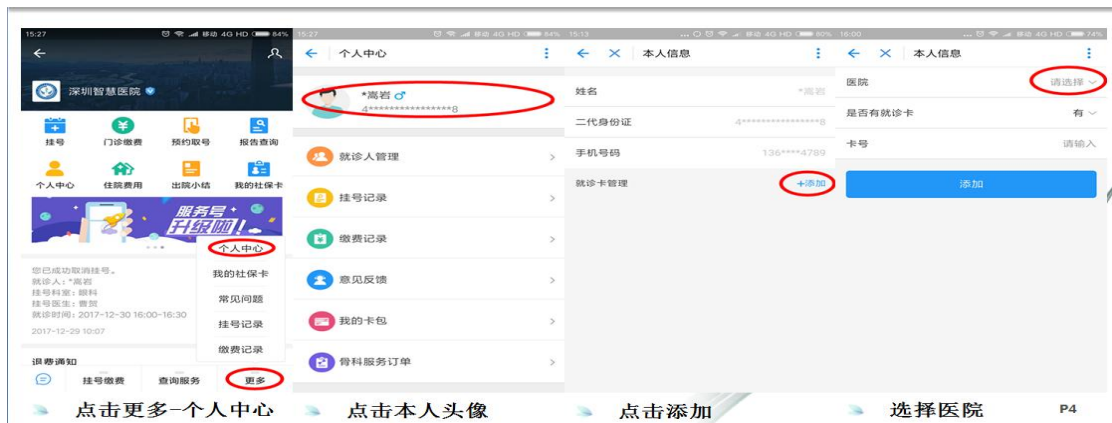 15:27
移动 4G HD 84%
深圳智慧医院
挂号 门诊缴费 预约取号 报告查询
个人中心 住院费用 出院小结 我的社保卡
服务号
升级啦!
个人中心
我的社保卡
常见问题
挂号记录
缴费记录
您已成功取消挂号。
就诊人:*嵩岩
挂号科室:眼科
就诊时间:2017-12-30 16:00-16:30
2017-12-29 10:07
退费通知
挂号缴费 查询服务 更多
点击更多-个人中心
15:27
移动 4G HD 84%
个人中心
*嵩岩
4****************8
就诊人管理
挂号记录
缴费记录
意见反馈
我的卡包
骨科服务订单
点击本人头像
15:13
... 移动 4G HD 80%
本人信息
姓名 *嵩岩
二代身份证 4****************8
手机号码 136****4789
就诊卡管理 +添加
点击添加
16:00
... 移动 4G HD 74%
本人信息
医院 请选择
是否有就诊卡 有
卡号 请输入
添加
选择医院
P4